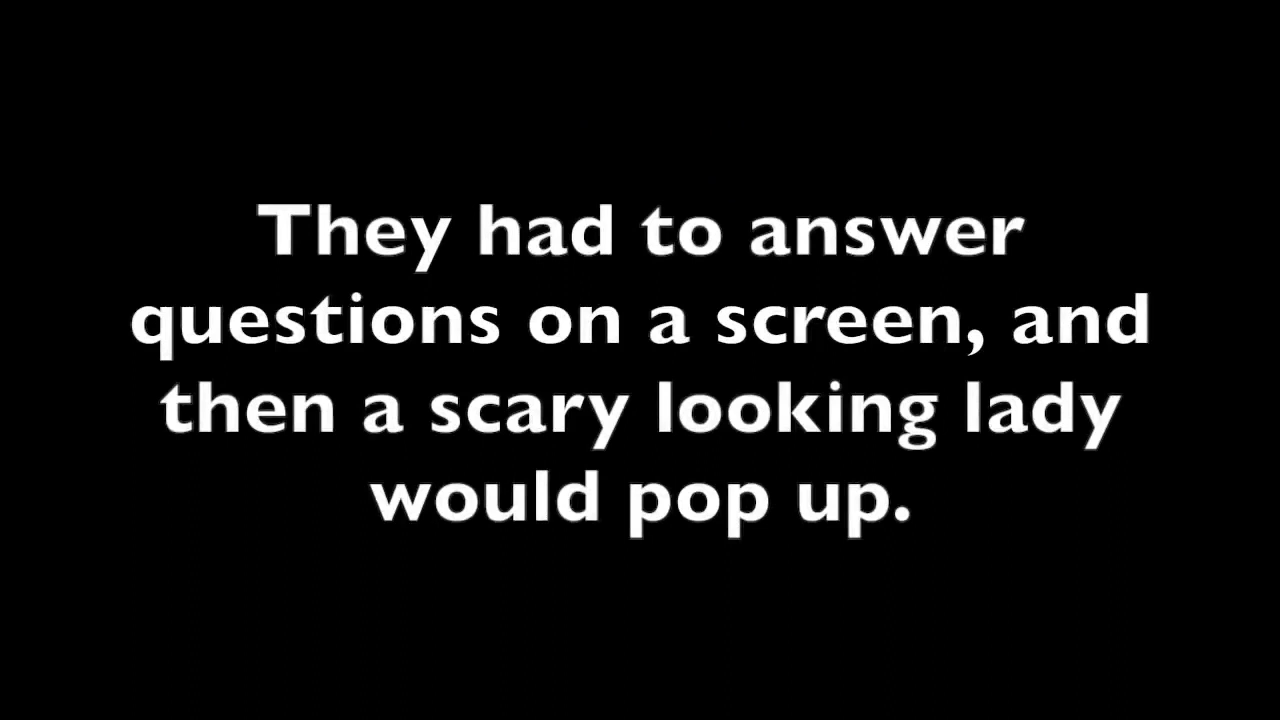 They had to answer
questions on a screen, and
then a scary looking lady
would pop up.